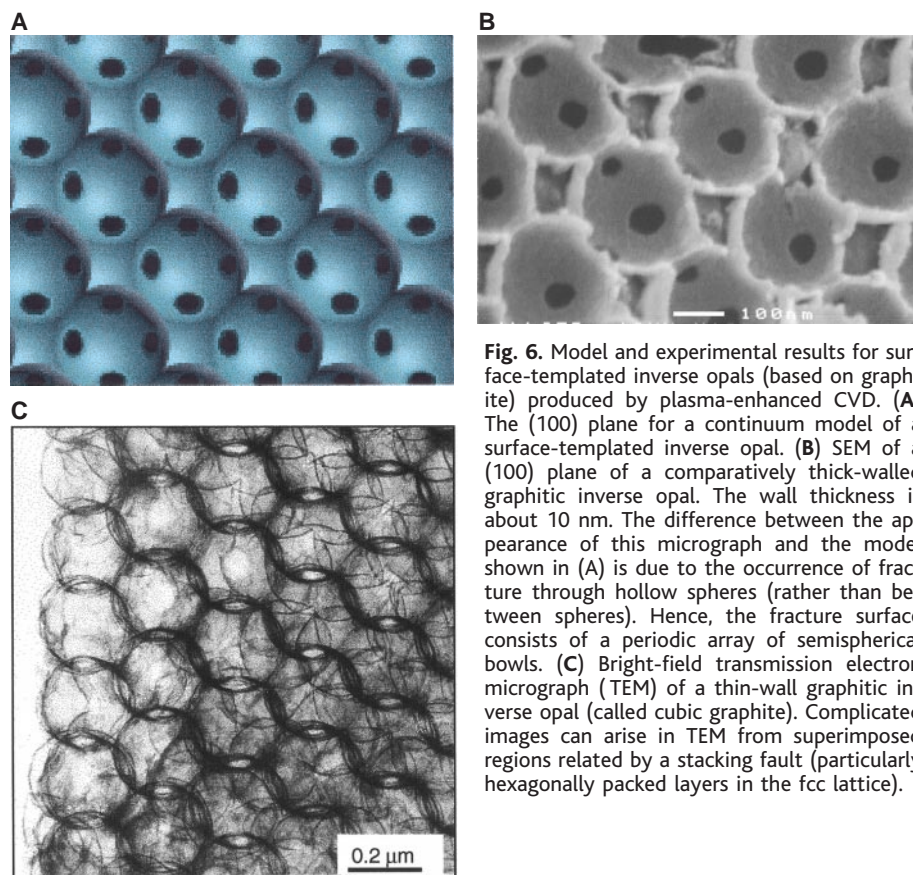 A
B
100nm
Fig. 6. Model and experimental results for sur
face-templated inverse opals (based on graph
ite) produced by plasma-enhanced CVD. (A
The (100) plane for a continuum model of a
surface-templated inverse opal. (B) SEM of a
(100) plane of a comparatively thick-walled
graphitic inverse opal. The wall thickness i
about 10 nm. The difference between the ap
pearance of this micrograph and the model
shown in (A) is due to the occurrence of frac
ture through hollow spheres (rather than be
tween spheres). Hence, the fracture surface
consists of a periodic array of semispherical
bowls. (C) Bright-field transmission electron
micrograph (TEM) of a thin-wall graphitic in
verse opal (called cubic graphite). Complicated
images can arise in TEM from superimposed
regions related by a stacking fault (particularly
hexagonally packed layers in the fcc lattice).
C
0.2 µm